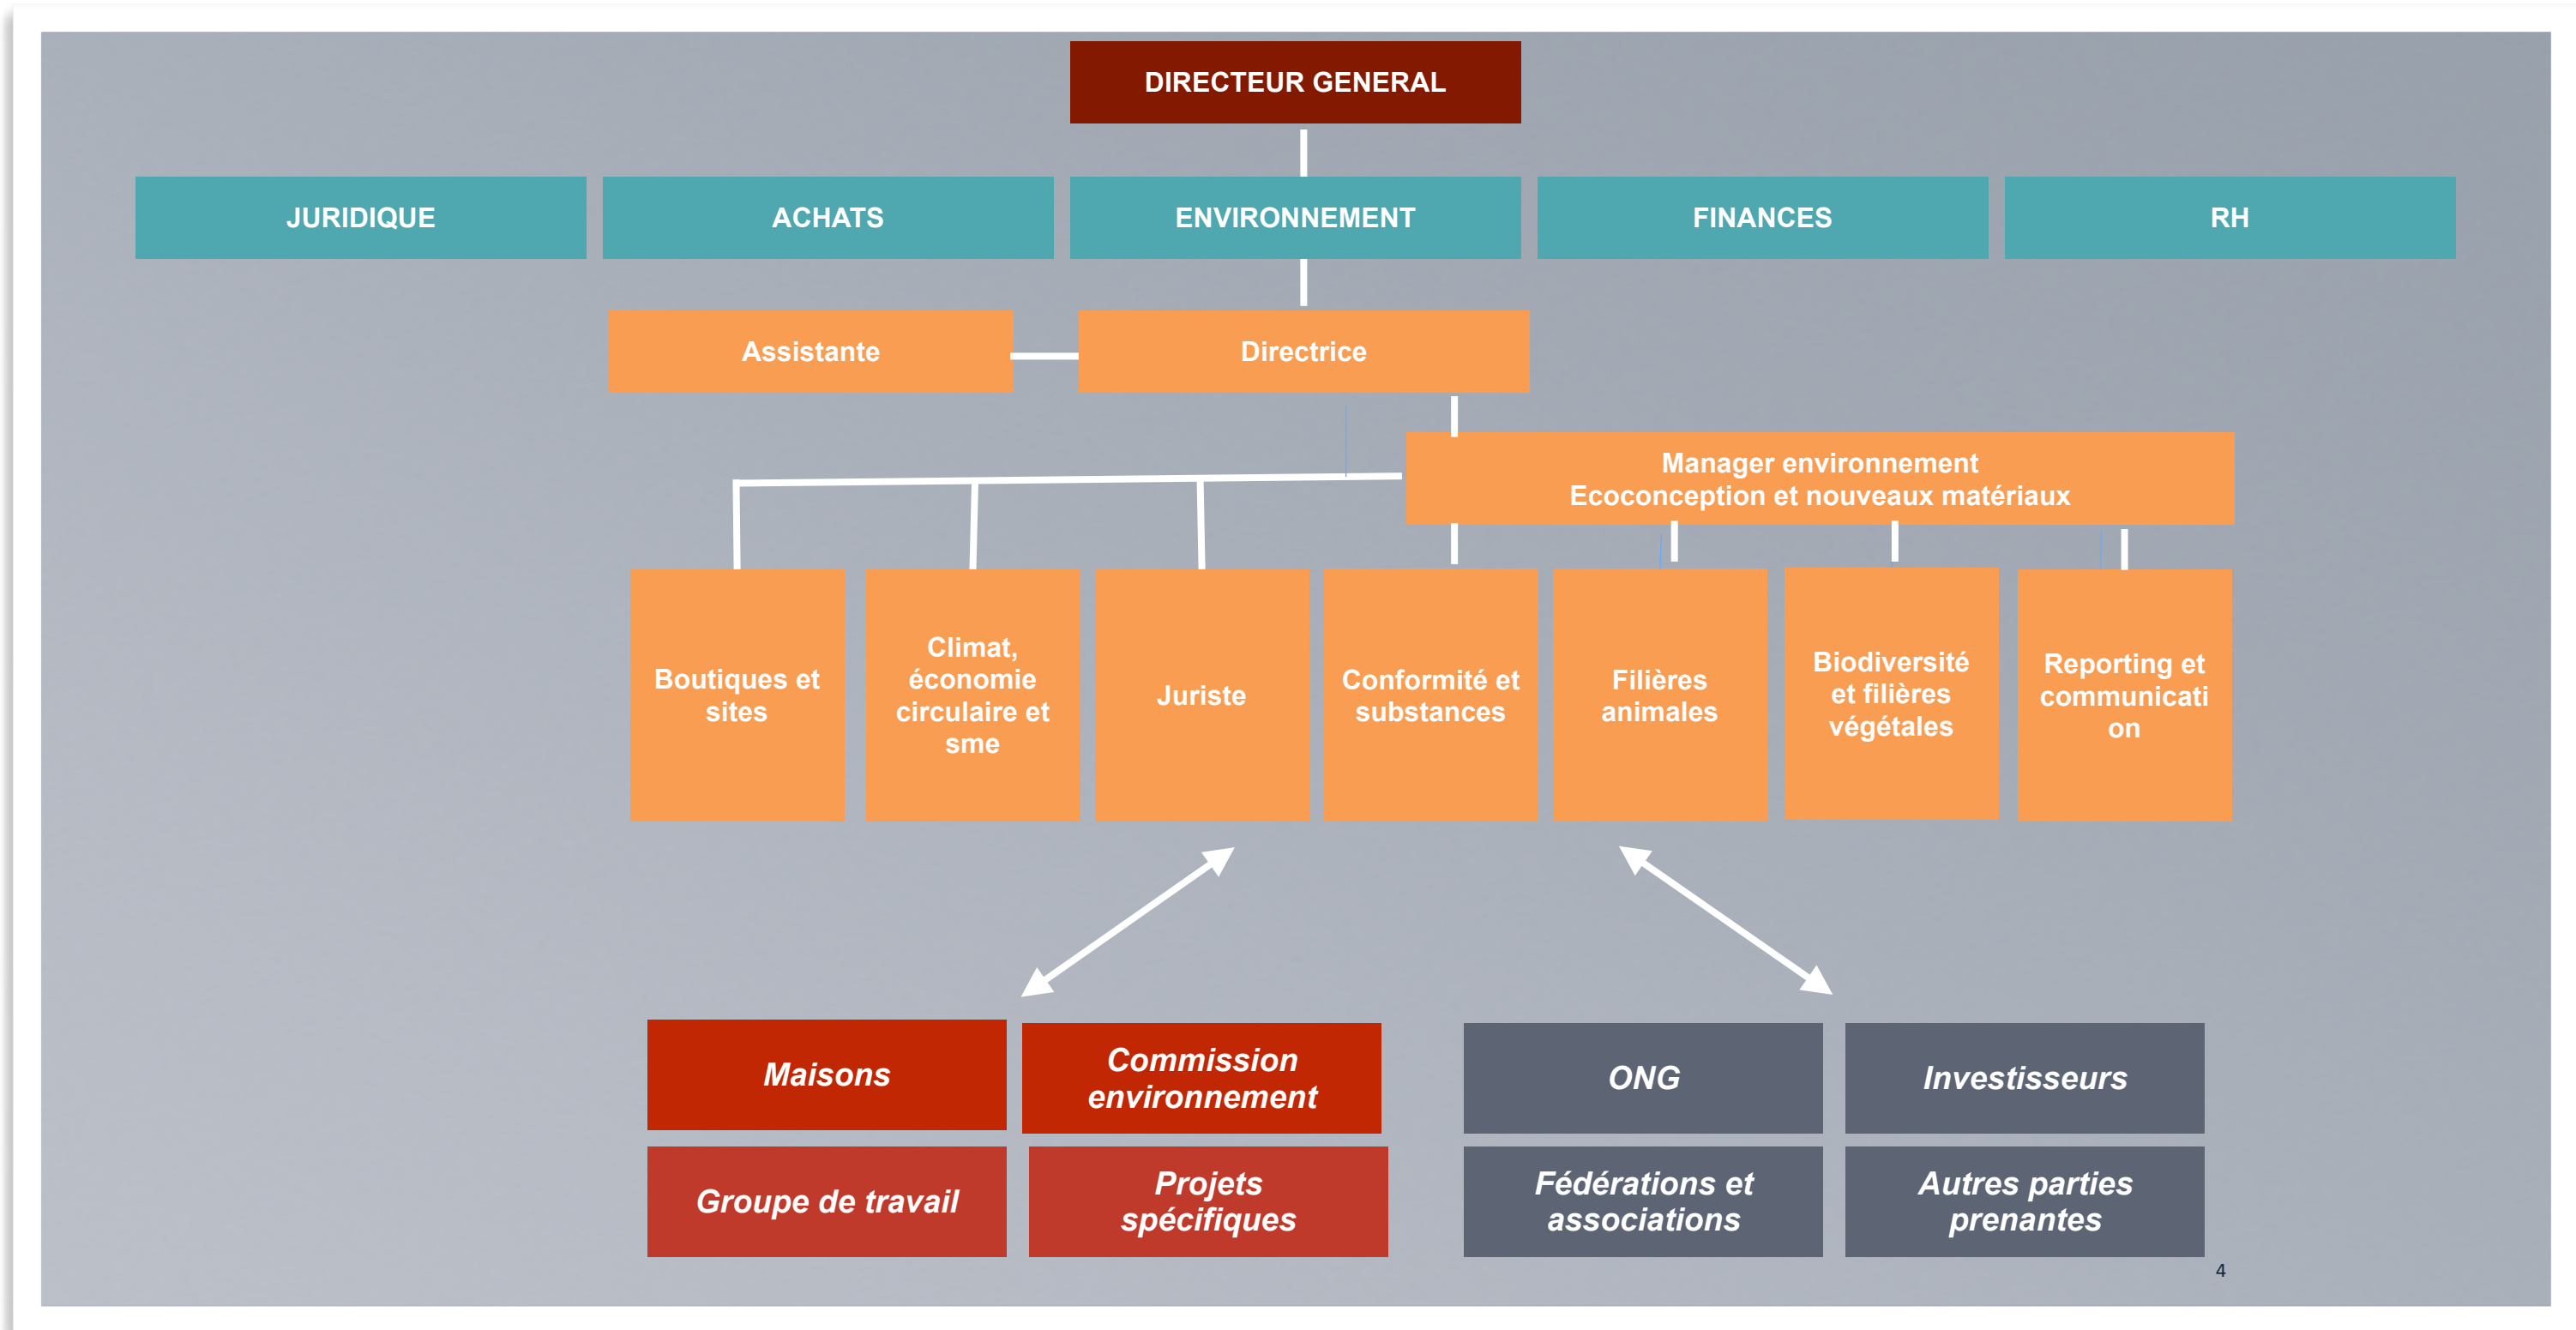 DIRECTEUR GENERAL
JURIDIQUE
ACHATS
ENVIRONNEMENT
FINANCES
RH
Assistante
Directrice
Manager environnement
Ecoconception et nouveaux matériaux
Boutiques et
sites
Climat,
économie
circulaire et
sme
Juriste
Conformité et
substances
Filières
animales
Biodiversité
et filières
végétales
Reporting et
communicati
on
Maisons
Commission
environnement
ONG
Investisseurs
Groupe de travail
Projets
spécifiques
Fédérations et
associations
Autres parties
prenantes
4